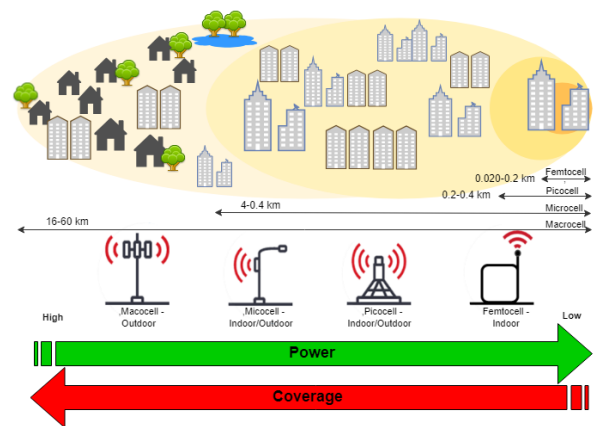 0.020-0.2 km
Femtocell
0.2-0.4 km
Picocell
4-0.4 km
Microcell
16-60 km
Macrocell
High
,Macocell -
Outdoor
,Micocell -
Indoor/Outdoor
,Picocell -
Indoor/Outdoor
Femtocell -
Indoor
Low
Power
Coverage